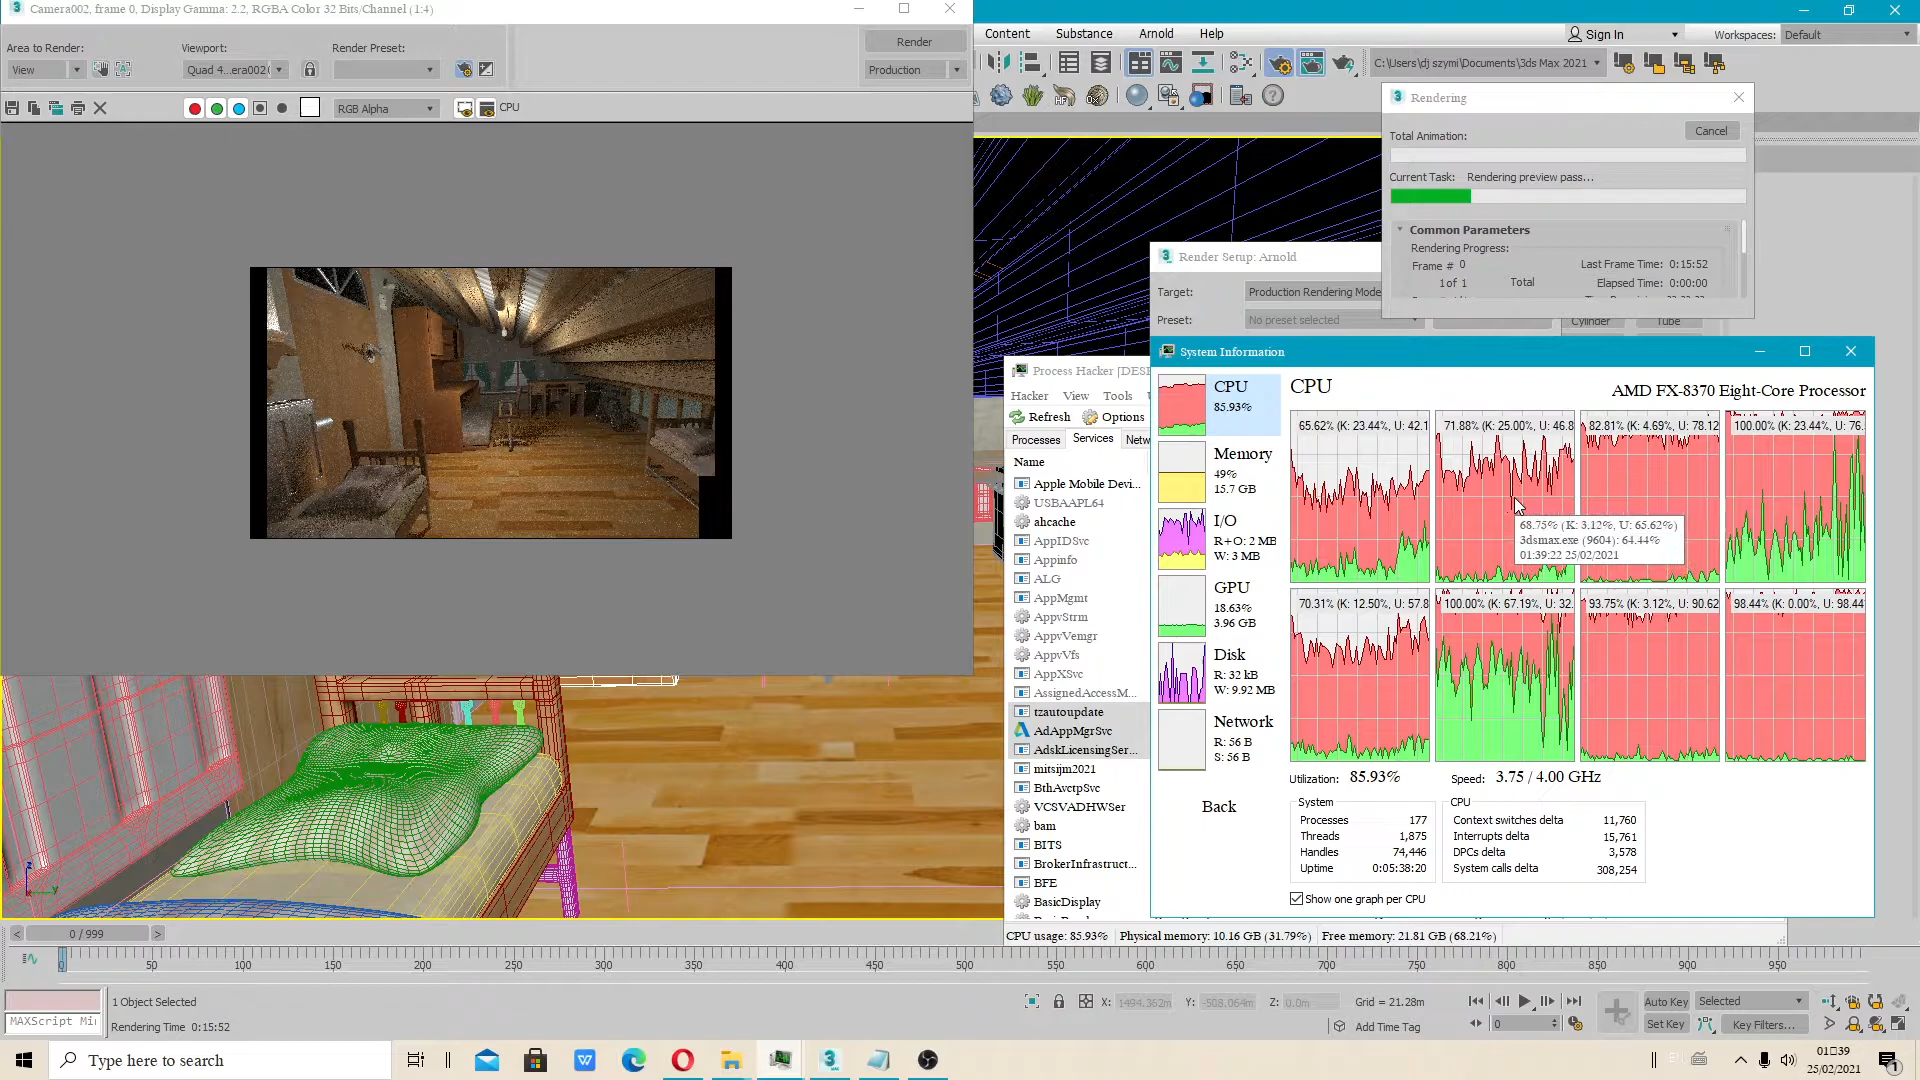 Camera002, frame 0, Display Gamma: 2.2, RGBA Color 32 Bits/Channel (1:4)
Area to Render:
View
Viewport:
Quad 4...era002(
Render Preset:
Render
Production
RGB Alpha
CPU
Content Substance Arnold Help
Sign In
Workspaces: Default
C:\Users\dj szymi\Documents\3ds Max 2021
Rendering
Total Animation:
Cancel
Current Task: Rendering preview pass...
Common Parameters
Rendering Progress:
Frame # 0
Last Frame Time: 0:15:52
1 of 1 Total
Elapsed Time: 0:00:00
Render Setup: Arnold
Target: Production Rendering Mode
Preset: No preset selected
Cylinder Tube
Process Hacker [DESI
Hacker View Tools
Refresh Options
Processes Services Netw
Name
Apple Mobile Devi...
USBAAPL64
ahcache
AppIDSvc
Appinfo
ALG
AppMgmt
AppvStrm
AppvVemgr
AppvVfs
AppXSvc
AssignedAccessM...
tzautoupdate
AdAppMgrSvc
AdskLicensingSer...
mitsijm2021
BthAvctpSvc
VCSVADHWSer
bam
BITS
BrokerInfrastruct...
BFE
BasicDisplay
CPU usage: 85.93% Physical memory: 10.16 GB (31.79%) Free memory: 21.81 GB (68.21%)
System Information
CPU
85.93%
Memory
49%
15.7 GB
I/O
R+O: 2 MB
W: 3 MB
GPU
18.63%
3.96 GB
Disk
R: 32 kB
W: 9.92 MB
Network
R: 56 B
S: 56 B
Back
CPU
AMD FX-8370 Eight-Core Processor
65.62% (K: 23.44%, U: 42.1
71.88% (K: 25.00%, U: 46.8
82.81% (K: 4.69%, U: 78.12
100.00% (K: 23.44%, U: 76.
68.75% (K: 3.12%, U: 65.62%)
3dsmax.exe (9604): 64.44%
01:39:22 25/02/2021
70.31% (K: 12.50%, U: 57.8
100.00% (K: 67.19%, U: 32.
93.75% (K: 3.12%, U: 90.62
98.44% (K: 0.00%, U: 98.44
Utilization: 85.93%
Speed: 3.75 / 4.00 GHz
System
Processes 177
Threads 1,875
Handles 74,446
Uptime 0:05:38:20
CPU
Context switches delta 11,760
Interrupts delta 15,761
DPCs delta 3,578
System calls delta 308,254
Show one graph per CPU
z
y
< 0 / 999 >
0 50 100 150 200 250 300 350 400 450 500 550 600 650 700 750 800 850 900 950
1 Object Selected
MAXScript Mi
Rendering Time 0:15:52
X: 1494.362m Y: -508.064m Z: 0.0m Grid = 21.28m
Add Time Tag
0
Auto Key Selected
Set Key Key Filters...
Type here to search
01:39
25/02/2021